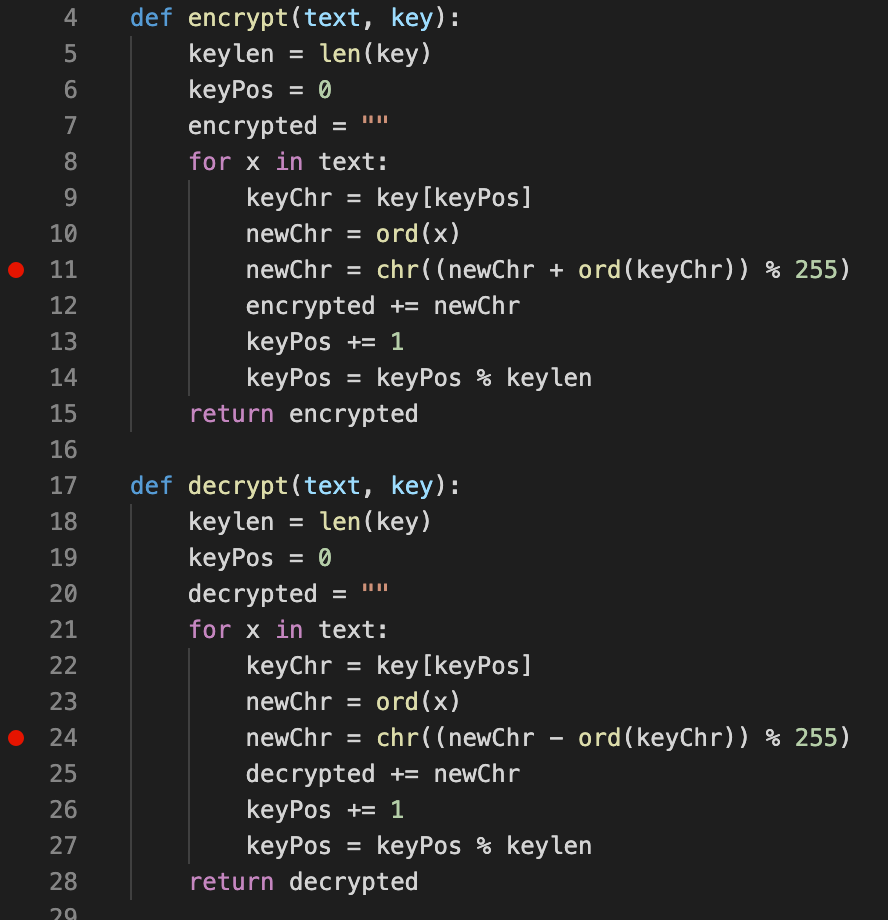 4 def encrypt(text, key):
5 keylen = len(key)
6 keyPos = 0
7 encrypted = ""
8 for x in text:
9 keyChr = key[keyPos]
10 newChr = ord(x)
11 newChr = chr((newChr + ord(keyChr)) % 255)
12 encrypted += newChr
13 keyPos += 1
14 keyPos = keyPos % keylen
15 return encrypted
16
17 def decrypt(text, key):
18 keylen = len(key)
19 keyPos = 0
20 decrypted = ""
21 for x in text:
22 keyChr = key[keyPos]
23 newChr = ord(x)
24 newChr = chr((newChr - ord(keyChr)) % 255)
25 decrypted += newChr
26 keyPos += 1
27 keyPos = keyPos % keylen
28 return decrypted
29